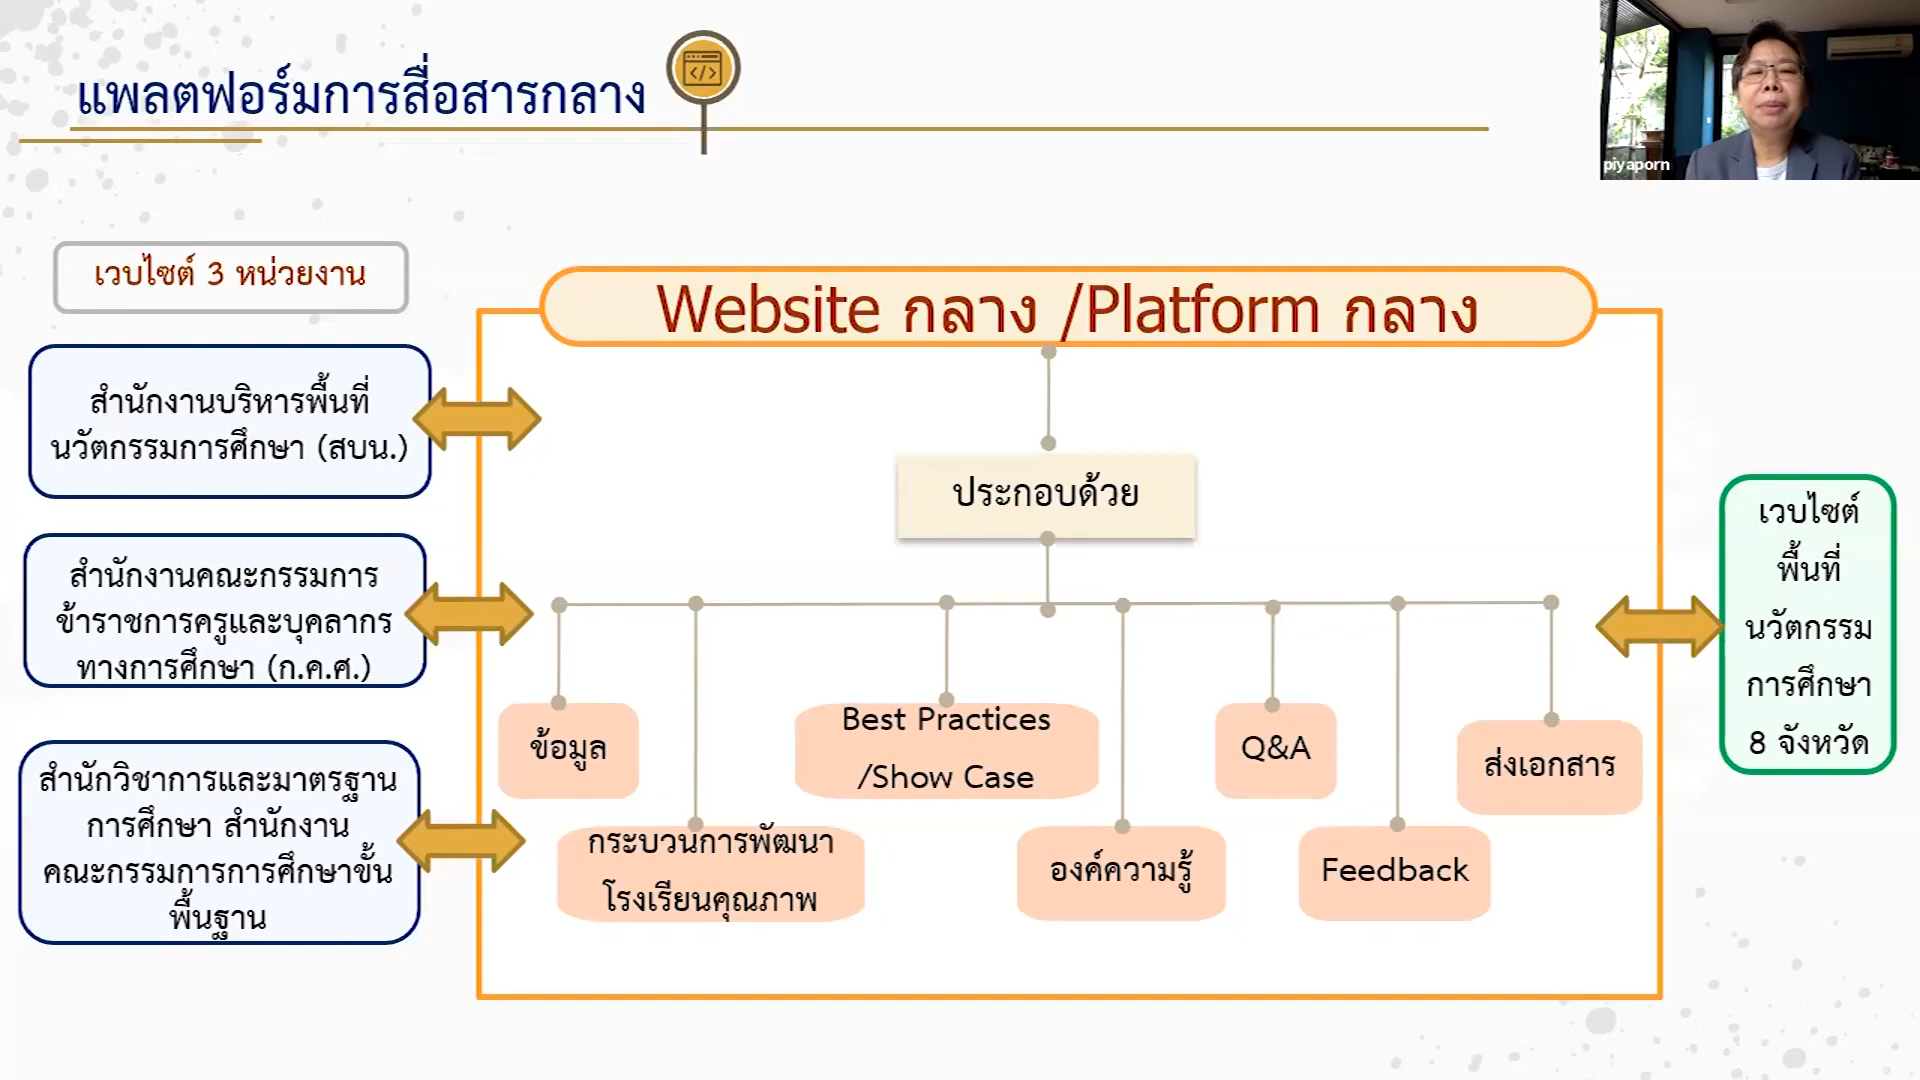 แพลตฟอร์มการสื่อสารกลาง
piyaporn
เวบไซต์ 3 หน่วยงาน
สำนักงานบริหารพื้นที่
นวัตกรรมการศึกษา (สบน.)
สำนักงานคณะกรรมการ
ข้าราชการครูและบุคลากร
ทางการศึกษา (ก.ค.ศ.)
สำนักวิชาการและมาตรฐาน
การศึกษา สำนักงาน
คณะกรรมการการศึกษาขั้น
พื้นฐาน
Website กลาง /Platform กลาง
ประกอบด้วย
ข้อมูล
กระบวนการพัฒนา
โรงเรียนคุณภาพ
Best Practices
/Show Case
องค์ความรู้
Q&A
Feedback
ส่งเอกสาร
เวบไซต์
พื้นที่
นวัตกรรม
การศึกษา
8 จังหวัด